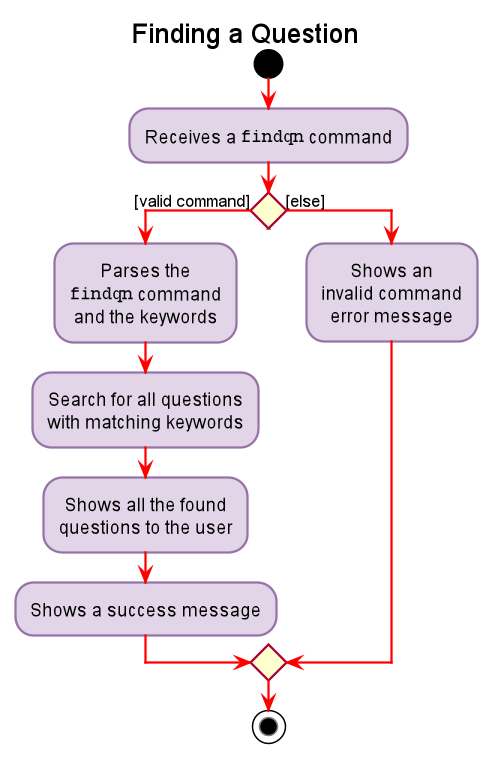 Finding a Question
Receives a findqn command
[valid command]
[else]
Parses the
findqn command
and the keywords
Shows an
invalid command
error message
Search for all questions
with matching keywords
Shows all the found
questions to the user
Shows a success message